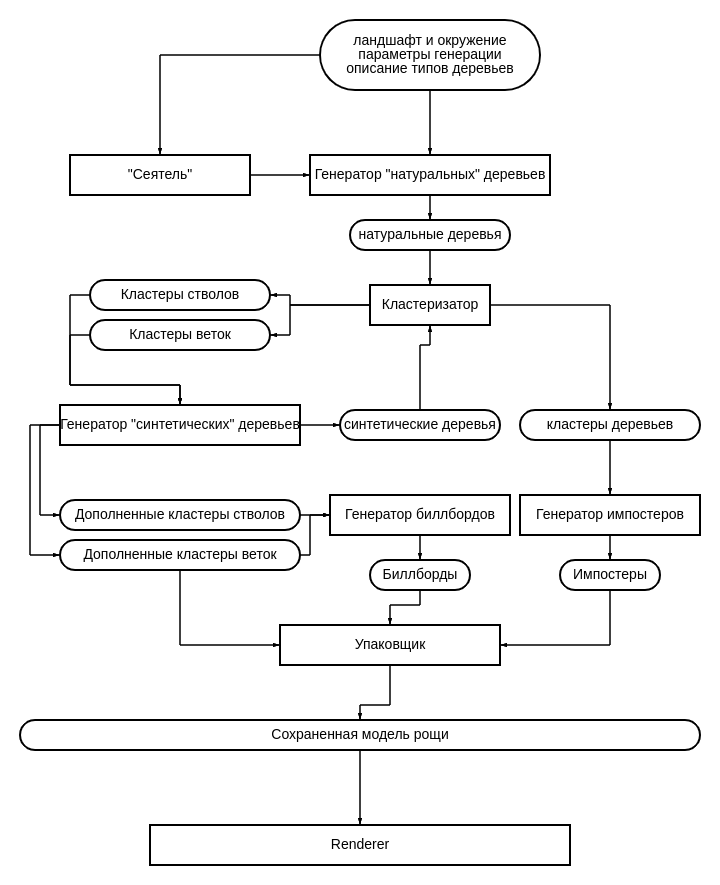 ландшафт и окружение
параметры генерации
описание типов деревьев
"Сеятель"
Генератор "натуральных" деревьев
натуральные деревья
Кластеры стволов
Кластеризатор
Кластеры веток
Генератор "синтетических" деревьев
синтетические деревья
кластеры деревьев
Дополненные кластеры стволов
Генератор биллбордов
Генератор импостеров
Дополненные кластеры веток
Биллборды
Импостеры
Упаковщик
Сохраненная модель рощи
Renderer